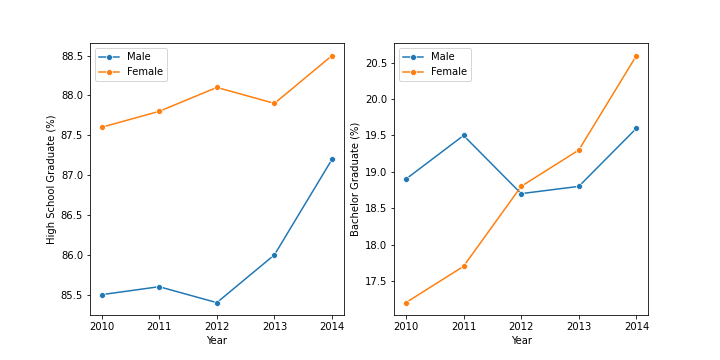 Male
Female
High School Graduate (%)
88.5
88.0
87.5
87.0
86.5
86.0
85.5
2010 2011 2012 2013 2014
Year
Male
Female
Bachelor Graduate (%)
20.5
20.0
19.5
19.0
18.5
18.0
17.5
2010 2011 2012 2013 2014
Year